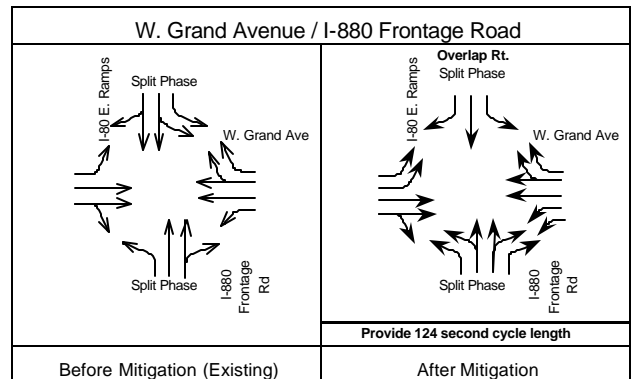 W. Grand Avenue / I-880 Frontage Road
I-80 E. Ramps
Split Phase
W. Grand Ave
Split Phase
I-880
Frontage
Rd
Overlap Rt.
Split Phase
I-80 E. Ramps
W. Grand Ave
Split Phase
I-880
Frontage
Rd
Provide 124 second cycle length
Before Mitigation (Existing)
After Mitigation